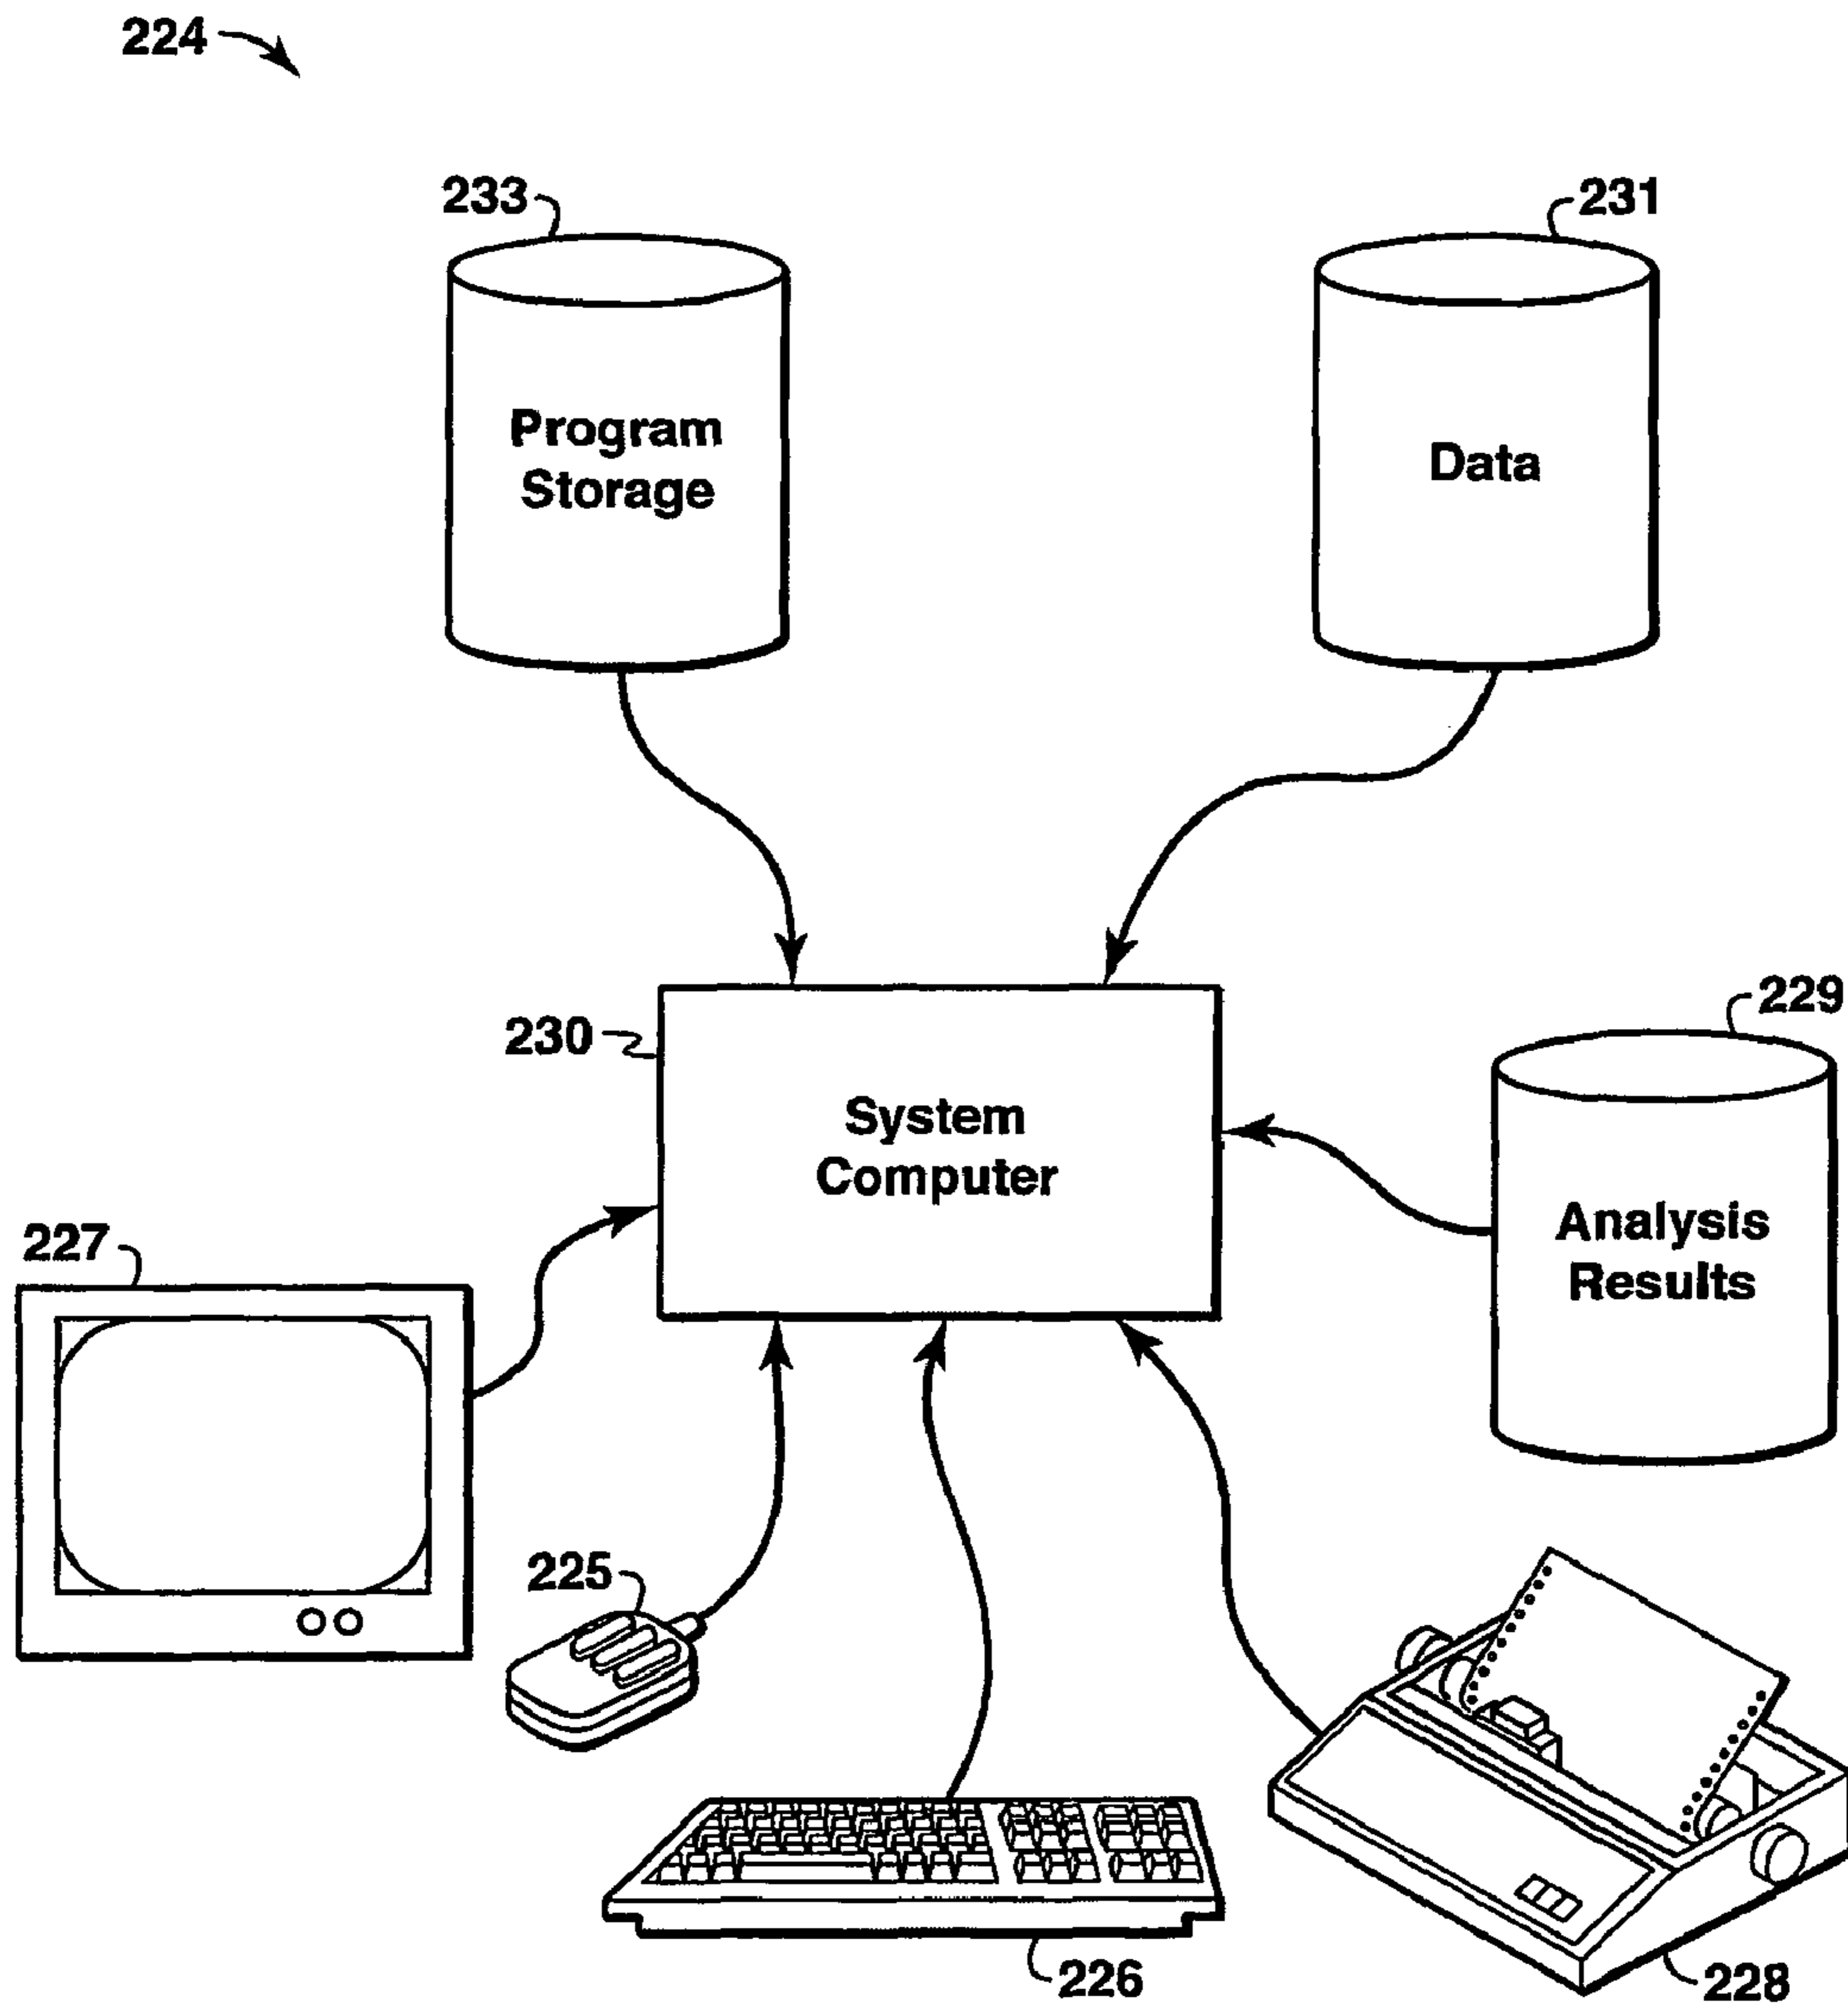 224
233
231
Program
Storage
Data
229
230
System
Computer
227
Analysis
Results
225
226
228